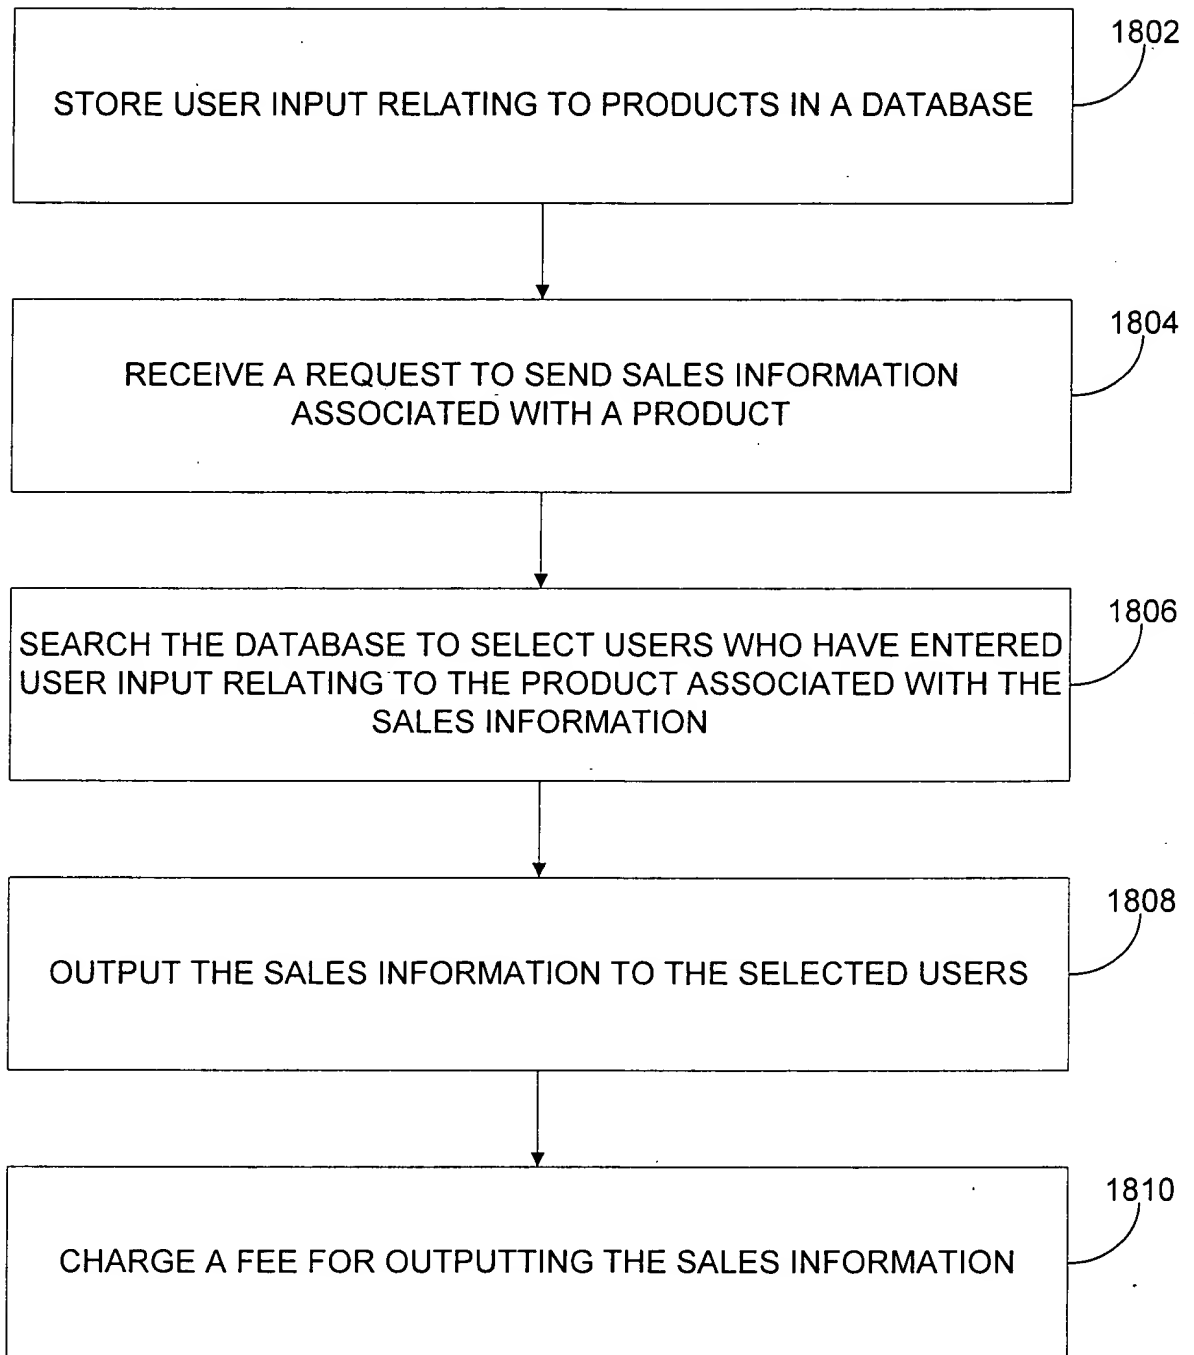 1802
STORE USER INPUT RELATING TO PRODUCTS IN A DATABASE
1804
RECEIVE A REQUEST TO SEND SALES INFORMATION
ASSOCIATED WITH A PRODUCT
1806
SEARCH THE DATABASE TO SELECT USERS WHO HAVE ENTERED
USER INPUT RELATING TO THE PRODUCT ASSOCIATED WITH THE
SALES INFORMATION
1808
OUTPUT THE SALES INFORMATION TO THE SELECTED USERS
1810
CHARGE A FEE FOR OUTPUTTING THE SALES INFORMATION